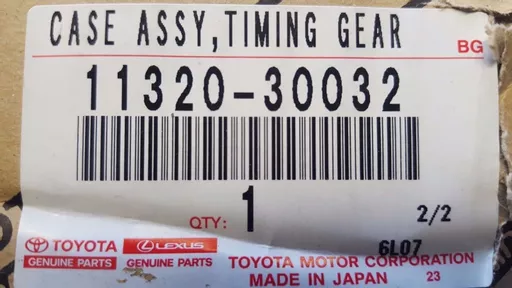 CASE ASSY,TIMING GEAR
BG
11320-30032
QTY: 1
2/2
6L07
TOYOTA LEXUS TOYOTA MOTOR CORPORATION
GENUINE PARTS GENUINE PARTS MADE IN JAPAN 23